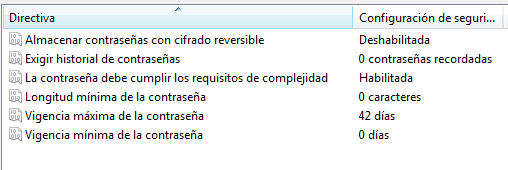 Directiva Configuración de seguri...
Almacenar contraseñas con cifrado reversible Deshabilitada
Exigir historial de contraseñas 0 contraseñas recordadas
La contraseña debe cumplir los requisitos de complejidad Habilitada
Longitud mínima de la contraseña 0 caracteres
Vigencia máxima de la contraseña 42 días
Vigencia mínima de la contraseña 0 días